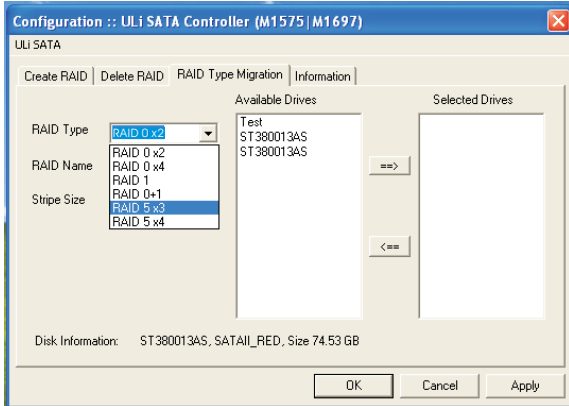 Configuration :: ULi SATA Controller (M1575|M1697)
ULi SATA
Create RAID Delete RAID RAID Type Migration Information
Available Drives Selected Drives
RAID Type RAID 0 x2
RAID Name
Stripe Size
RAID 0 x2
RAID 0 x4
RAID 1
RAID 0+1
RAID 5 x3
RAID 5 x4
Test
ST380013AS
ST380013AS
==>
<==
Disk Information: ST380013AS, SATAII_RED, Size 74.53 GB
OK Cancel Apply